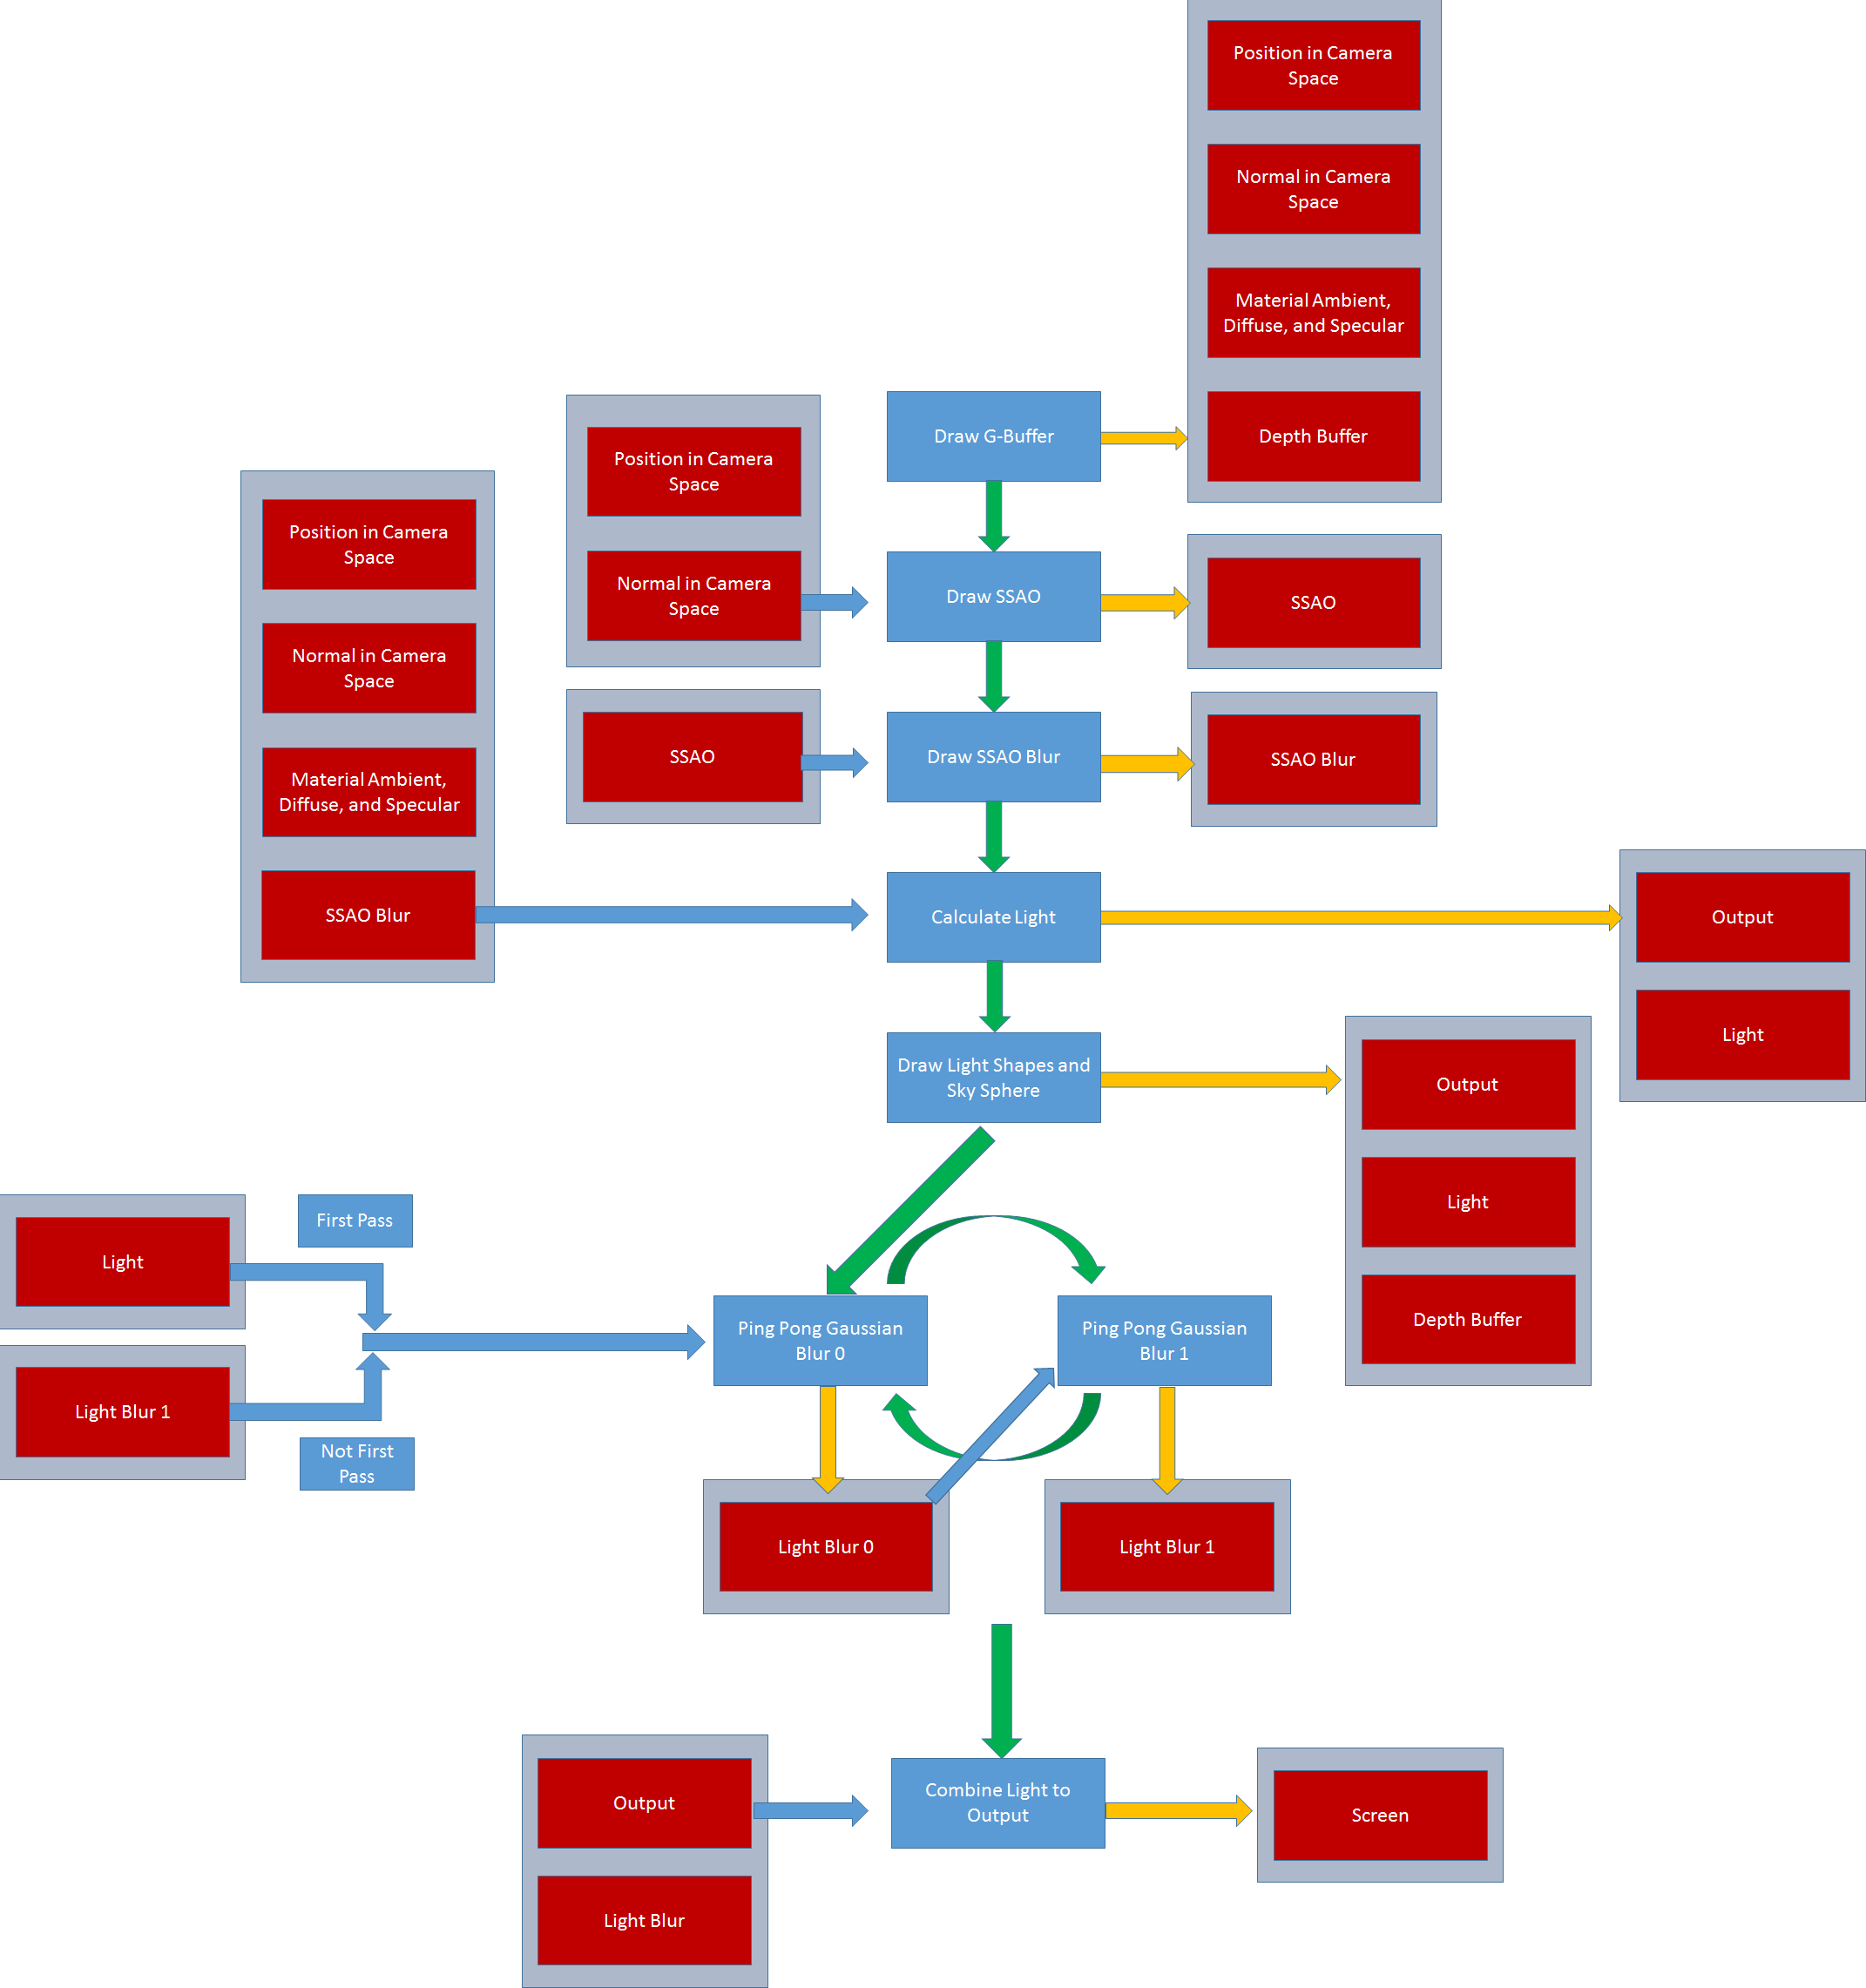 Position in Camera
Space
Normal in Camera
Space
Material Ambient,
Diffuse, and Specular
Depth Buffer
Draw G-Buffer
Position in Camera
Space
Normal in Camera
Space
Draw SSAO
SSAO
Position in Camera
Space
Normal in Camera
Space
Material Ambient,
Diffuse, and Specular
SSAO Blur
SSAO
Draw SSAO Blur
SSAO Blur
Calculate Light
Output
Light
Draw Light Shapes and
Sky Sphere
Output
Light
Depth Buffer
First Pass
Light
Light Blur 1
Not First
Pass
Ping Pong Gaussian
Blur 0
Ping Pong Gaussian
Blur 1
Light Blur 0
Light Blur 1
Output
Light Blur
Combine Light to
Output
Screen